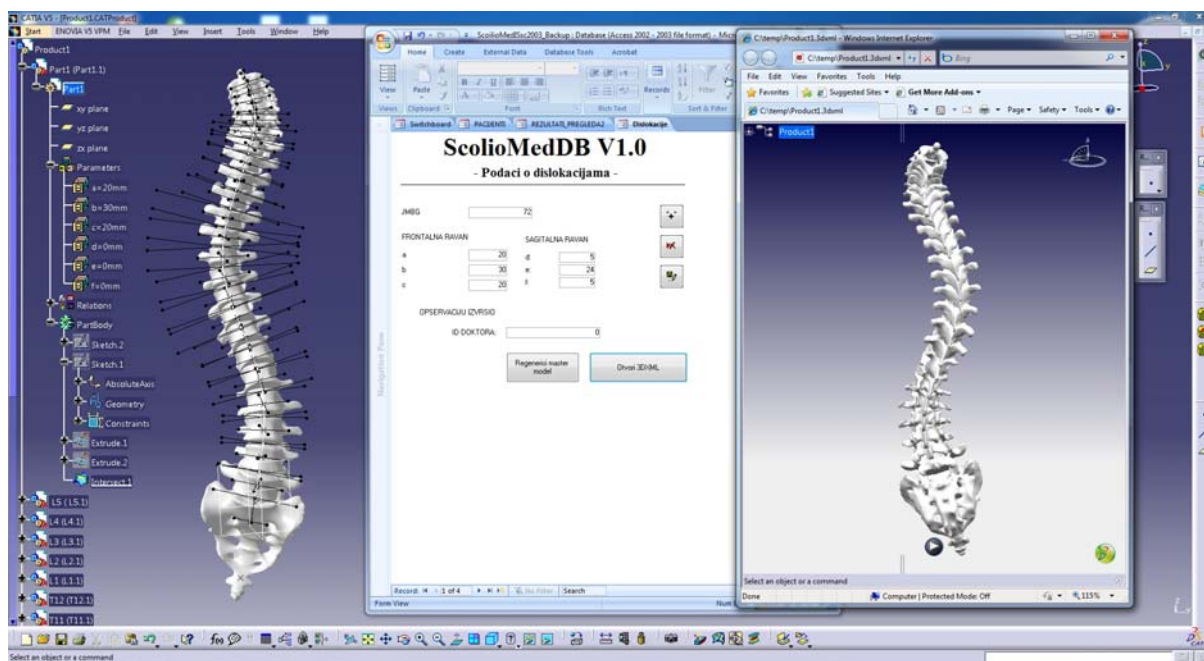 CATIA V5 - [Product1.CATProduct]
Start ENOVIA V5 VPM File Edit View Insert Tools Window Help
Product1
Part1 (Part1.1)
Part1
xy plane
yz plane
zx plane
Parameters
a=20mm
b=30mm
c=20mm
d=0mm
e=0mm
f=0mm
Relations
PartBody
Sketch.2
Sketch.1
AbsoluteAxis
Geometry
Constraints
Extrude.1
Extrude.2
Intersect.1
L5 (L5.1)
L4 (L4.1)
L3 (L3.1)
L2 (L2.1)
L1 (L1.1)
T12 (T12.1)
T11 (T11.1)
Select an object or a command
ScolioMedISsc2003_Backup : Database (Access 2002 - 2003 file format) - Micr
Home Create External Data Database Tools Acrobat
View Paste Records Filter
Views Clipboard Font Rich Text Sort & Filter
Switchboard PACIJENTI REZULTATI_PREGLEDA2 Dislokacije
ScolioMedDB V1.0
- Podaci o dislokacijama -
JMBG 72
FRONTALNA RAVAN SAGITALNA RAVAN
a 20 d: 5
b 30 e: 24
c 20 f: 5
OPSERVACIJU IZVRSIO
ID DOKTORA: 0
Regenerisi master
model
Otvori 3DXML
Navigation Pane
Record: 1 of 4 No Filter Search
Form View Num
C:\temp\Product1.3dxml - Windows Internet Explorer
C:\temp\Product1.3dxml Bing
File Edit View Favorites Tools Help
Favorites Suggested Sites Get More Add-ons
C:\temp\Product1.3dxml Page Safety Tools
Product1
Select an object or a command
Done Computer | Protected Mode: Off 115%